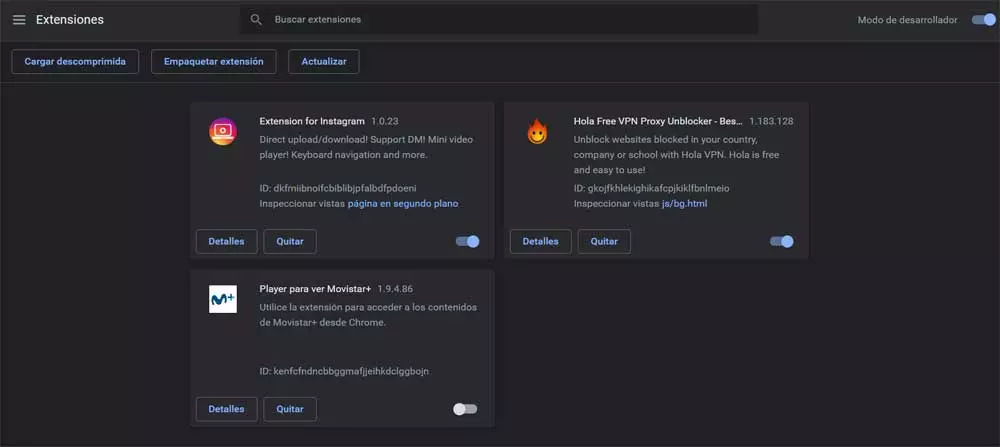 Extensiones
Buscar extensiones
Modo de desarrollador
Cargar descomprimida
Empaquetar extensión
Actualizar
Extension for Instagram 1.0.23
Direct upload/download! Support DM! Mini video
player! Keyboard navigation and more.
ID: dkfmiibnoifcbiblibjpfalbdfpdoeni
Inspeccionar vistas página en segundo plano
Detalles
Quitar
Hola Free VPN Proxy Unblocker - Bes... 1.183.128
Unblock websites blocked in your country,
company or school with Hola VPN. Hola is free
and easy to use!
ID: gkojfkhlekighikafcpjkiklfbnlmeio
Inspeccionar vistas js/bg.html
Detalles
Quitar
M+
Player para ver Movistar+ 1.9.4.86
Utilice la extensión para acceder a los contenidos
de Movistar+ desde Chrome.
ID: kenfcfndncbbggmafjjeihkdclggbojn
Detalles
Quitar